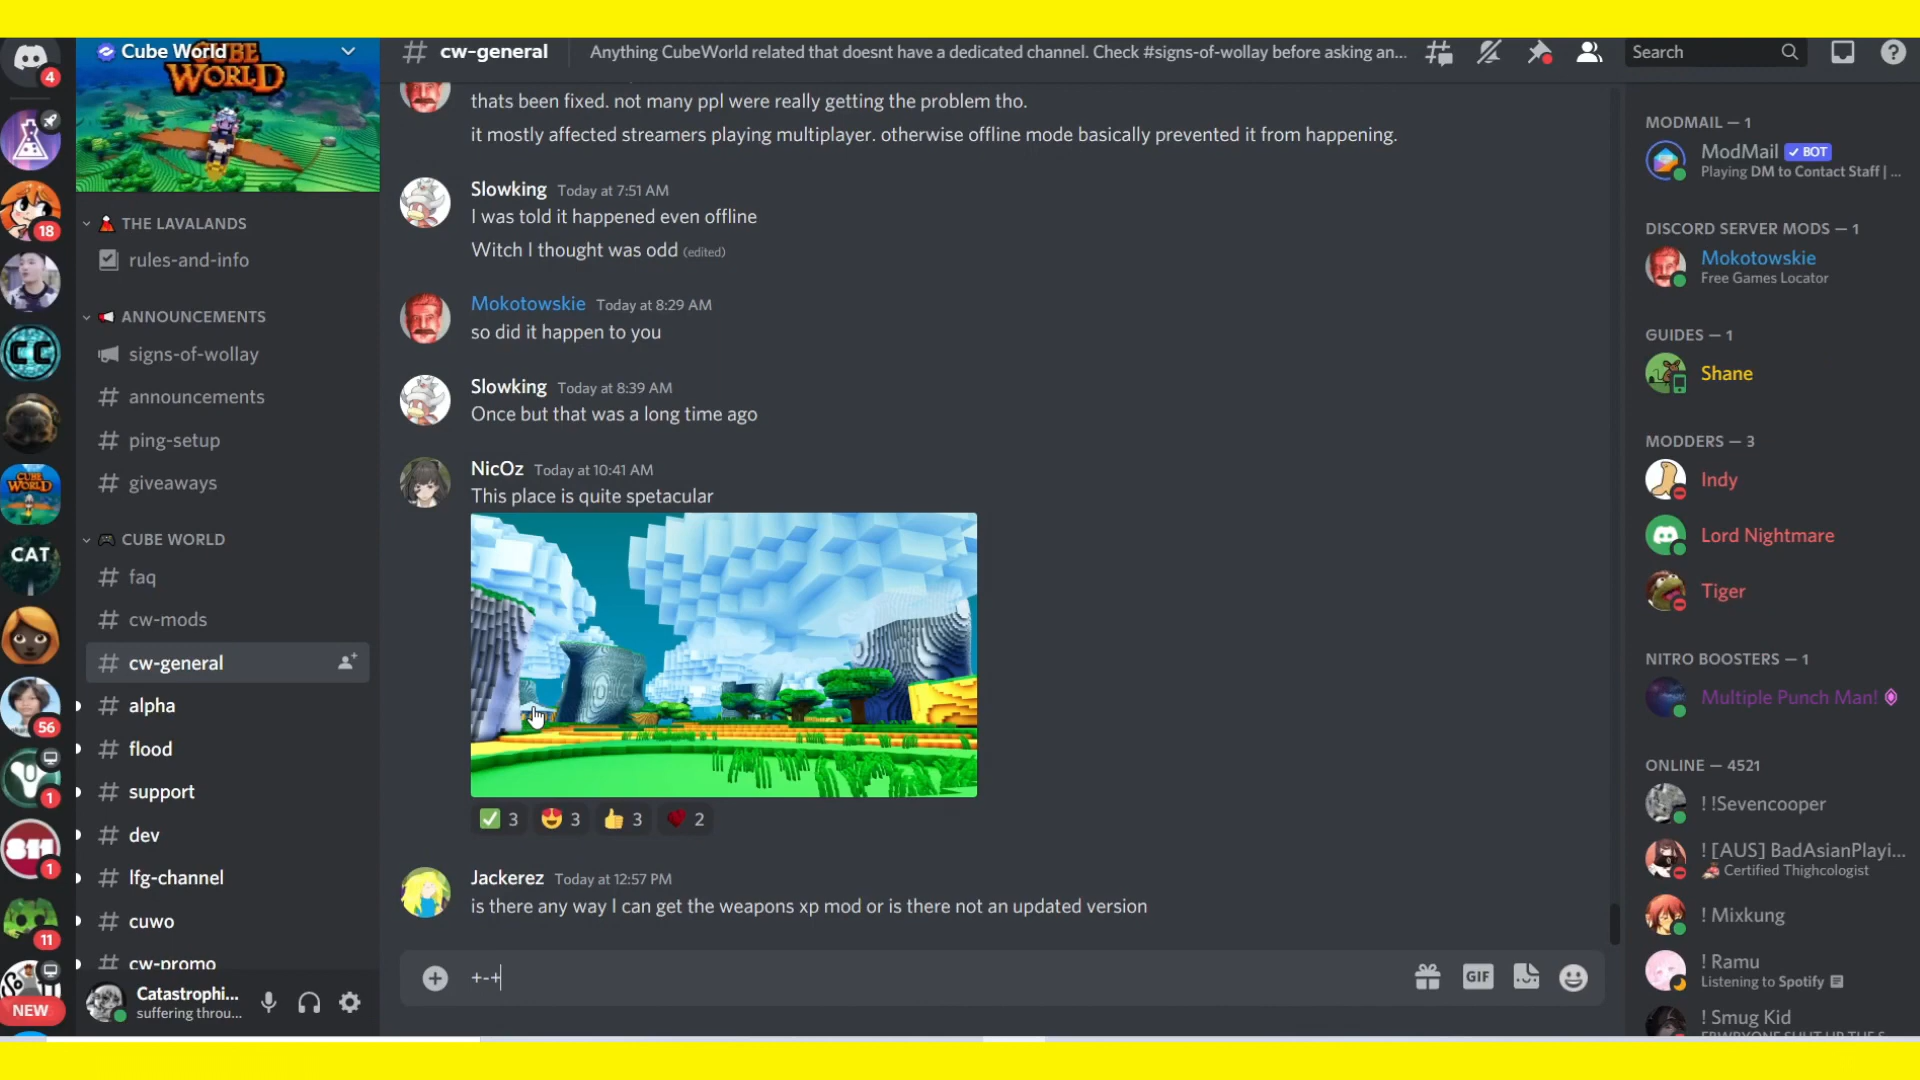 4
18
CC
CUBE WORLD
CAT
56
1
811
1
11
NEW
Cube World
CUBE WORLD
THE LAVALANDS
rules-and-info
ANNOUNCEMENTS
signs-of-wollay
# announcements
# ping-setup
# giveaways
CUBE WORLD
# faq
# cw-mods
# cw-general
# alpha
# flood
# support
# dev
# lfg-channel
# cuwo
# cw-promo
Catastrophi...
suffering throu...
# cw-general
Anything CubeWorld related that doesnt have a dedicated channel. Check #signs-of-wollay before asking an...
Search
thats been fixed. not many ppl were really getting the problem tho.
it mostly affected streamers playing multiplayer. otherwise offline mode basically prevented it from happening.
Slowking Today at 7:51 AM
I was told it happened even offline
Witch I thought was odd (edited)
Mokotowskie Today at 8:29 AM
so did it happen to you
Slowking Today at 8:39 AM
Once but that was a long time ago
NicOz Today at 10:41 AM
This place is quite spetacular
3 3 3 2
Jackerez Today at 12:57 PM
is there any way I can get the weapons xp mod or is there not an updated version
+-+
GIF
MODMAIL — 1
ModMail ✓ BOT
Playing DM to Contact Staff | ...
DISCORD SERVER MODS — 1
Mokotowskie
Free Games Locator
GUIDES — 1
Shane
MODDERS — 3
Indy
Lord Nightmare
Tiger
NITRO BOOSTERS — 1
Multiple Punch Man!
ONLINE — 4521
! !Sevencooper
! [AUS] BadAsianPlayi...
Certified Thighcologist
! Mixkung
! Ramu
Listening to Spotify
! Smug Kid